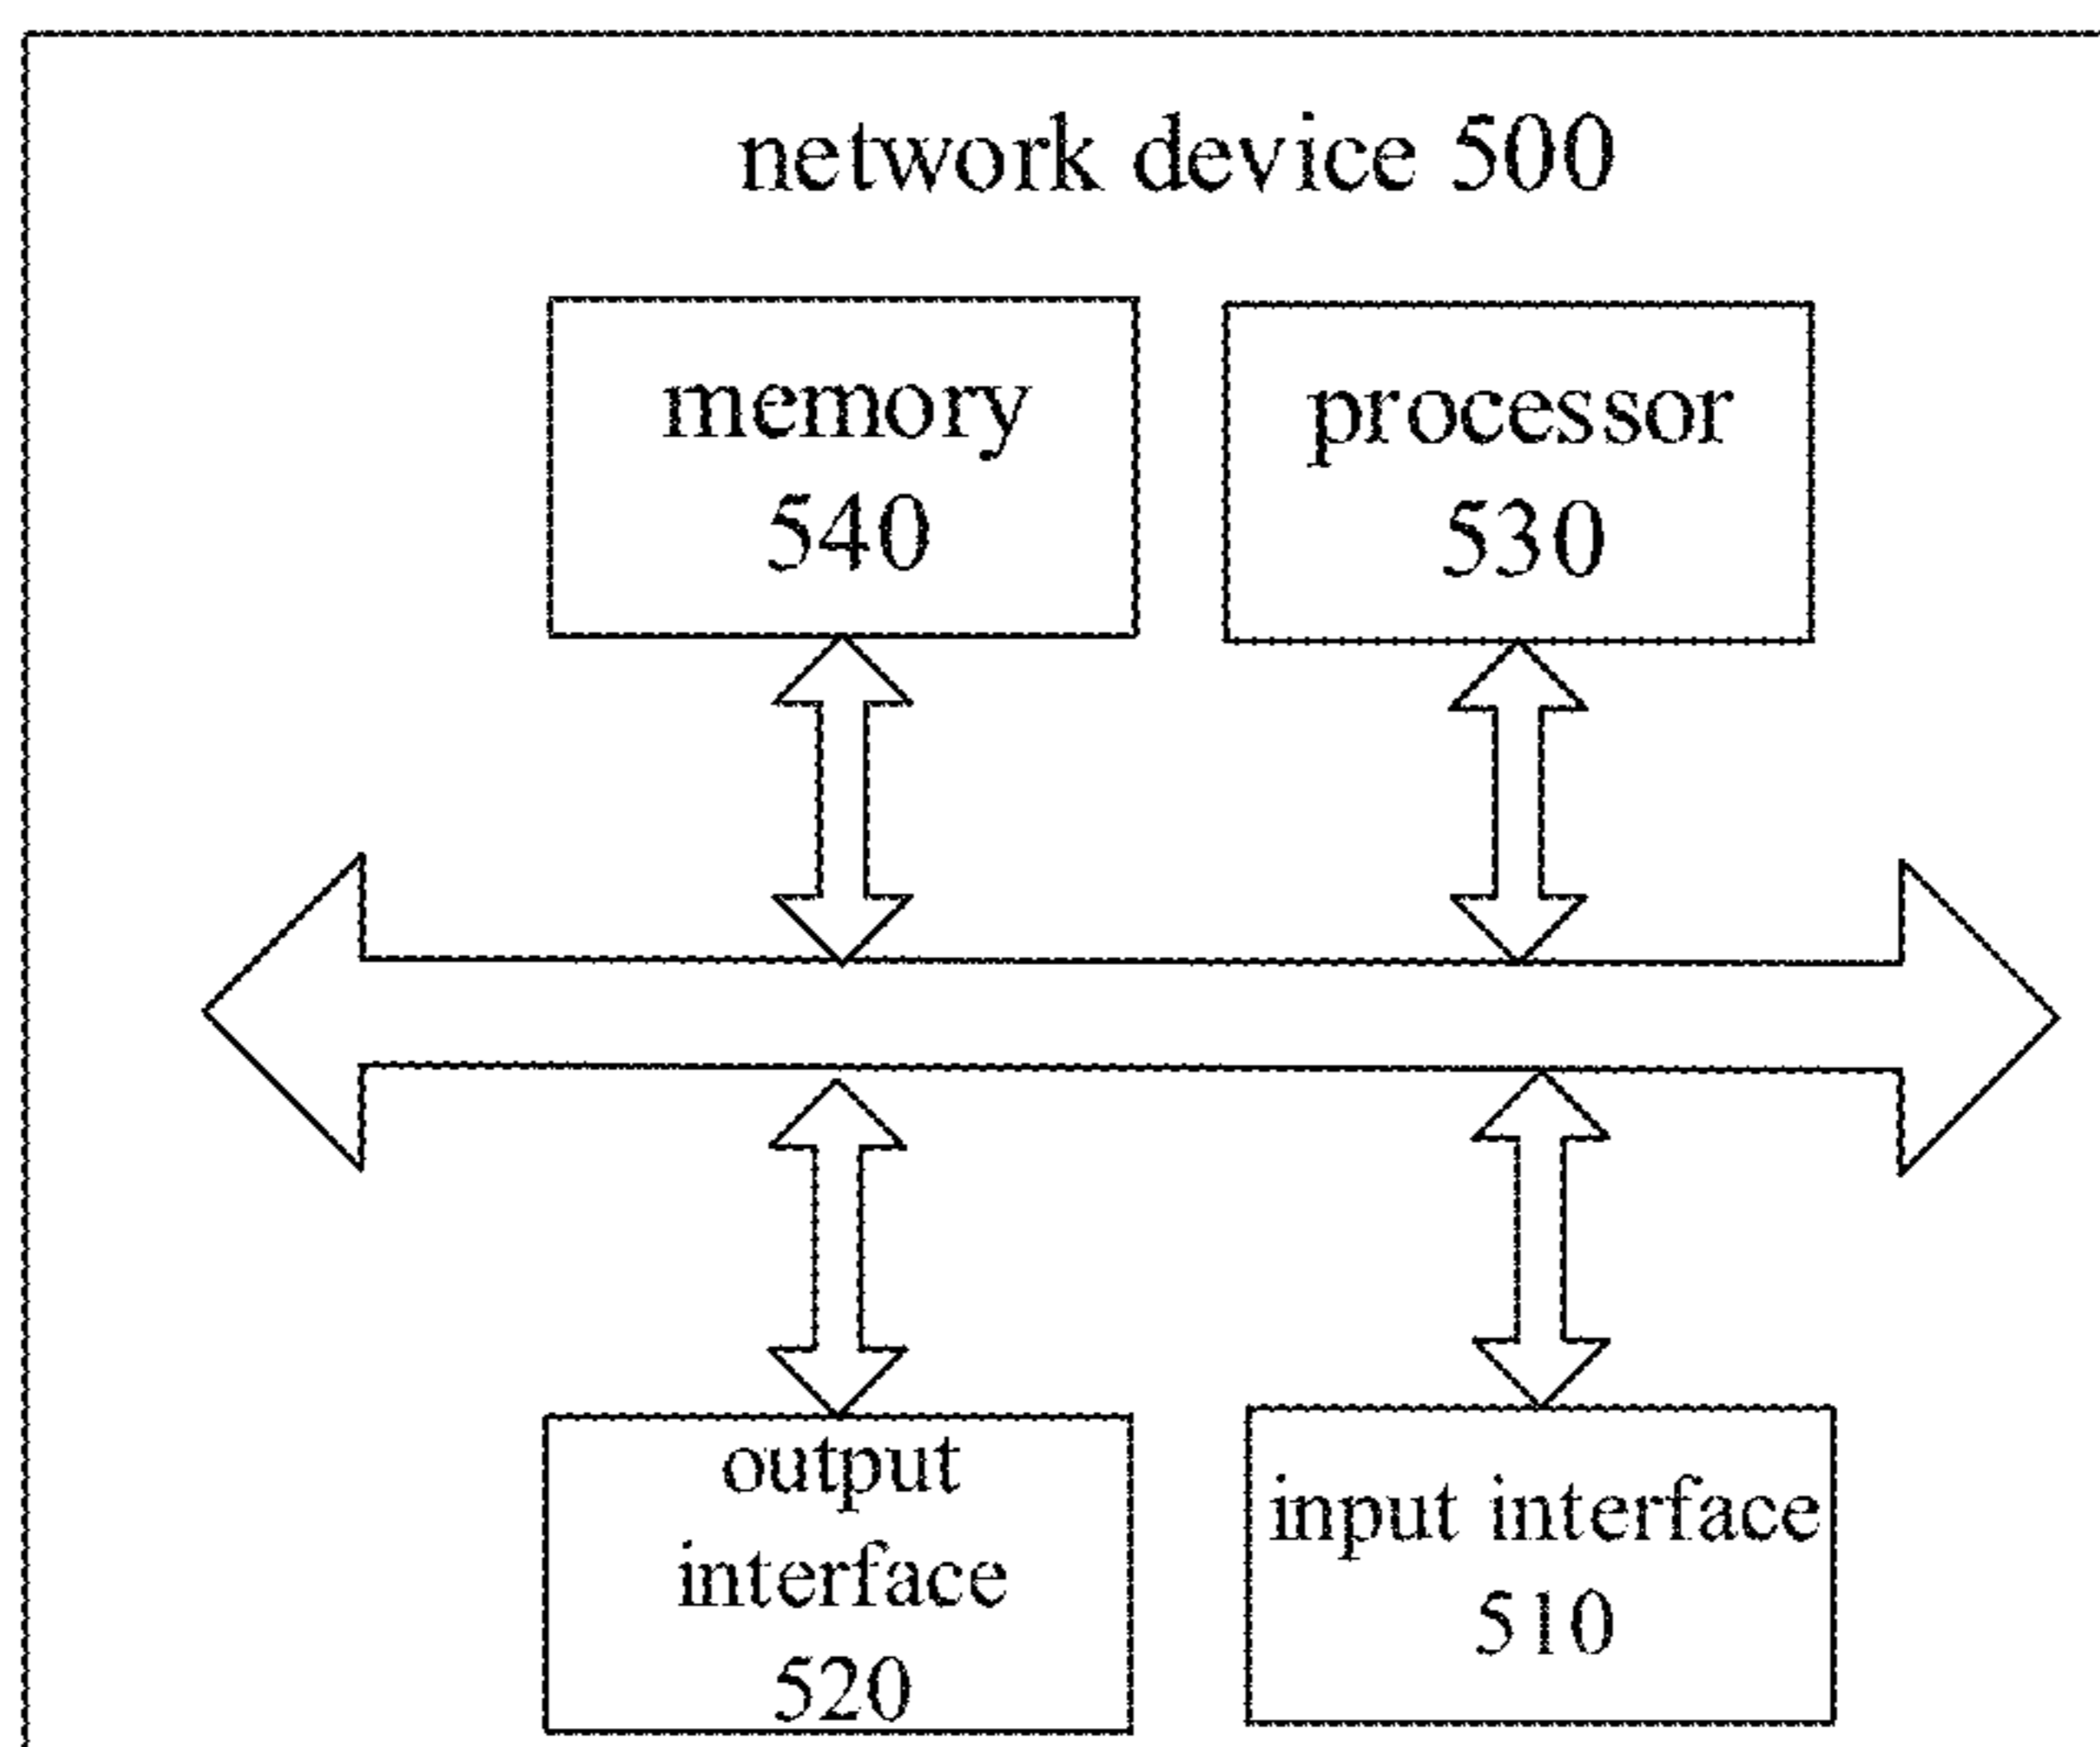 network device 500
memory
540
processor
530
output
interface
520
input interface
510